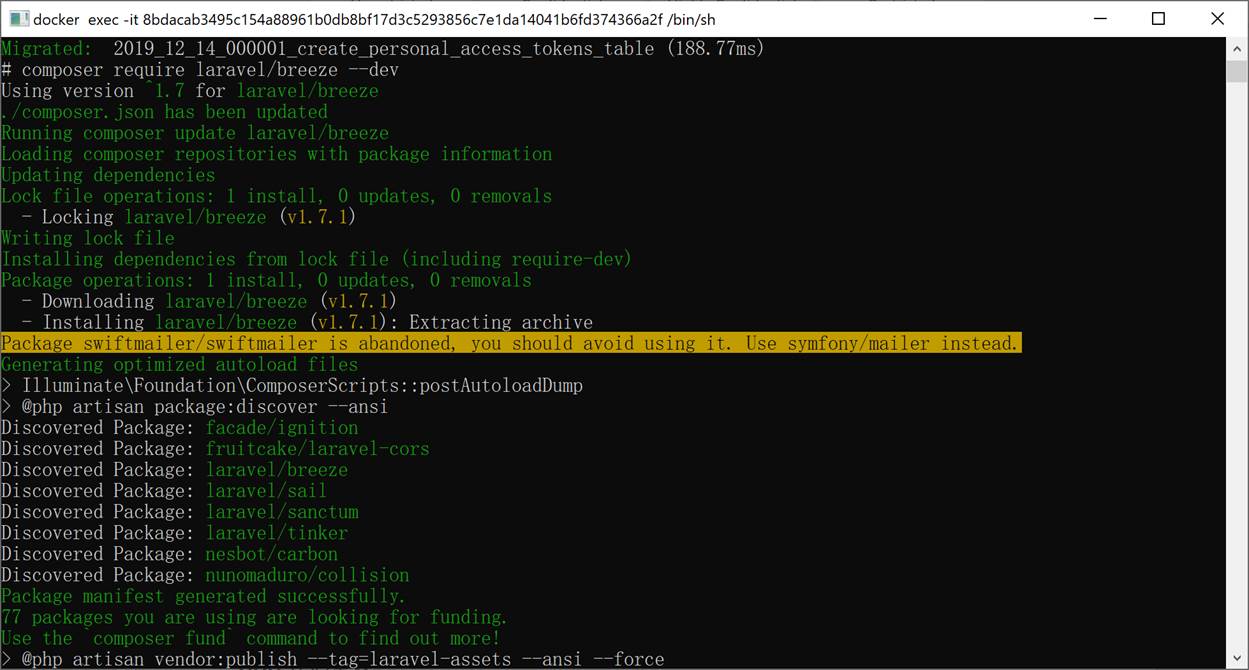 docker exec -it 8bdacab3495c154a88961b0db8bf17d3c5293856c7e1da14041b6fd374366a2f /bin/sh
Migrated:  2019_12_14_000001_create_personal_access_tokens_table (188.77ms)
# composer require laravel/breeze --dev
Using version ^1.7 for laravel/breeze
./composer.json has been updated
Running composer update laravel/breeze
Loading composer repositories with package information
Updating dependencies
Lock file operations: 1 install, 0 updates, 0 removals
  - Locking laravel/breeze (v1.7.1)
Writing lock file
Installing dependencies from lock file (including require-dev)
Package operations: 1 install, 0 updates, 0 removals
  - Downloading laravel/breeze (v1.7.1)
  - Installing laravel/breeze (v1.7.1): Extracting archive
Package swiftmailer/swiftmailer is abandoned, you should avoid using it. Use symfony/mailer instead.
Generating optimized autoload files
> Illuminate\Foundation\ComposerScripts::postAutoloadDump
> @php artisan package:discover --ansi
Discovered Package: facade/ignition
Discovered Package: fruitcake/laravel-cors
Discovered Package: laravel/breeze
Discovered Package: laravel/sail
Discovered Package: laravel/sanctum
Discovered Package: laravel/tinker
Discovered Package: nesbot/carbon
Discovered Package: nunomaduro/collision
Package manifest generated successfully.
77 packages you are using are looking for funding.
Use the `composer fund` command to find out more!
> @php artisan vendor:publish --tag=laravel-assets --ansi --force